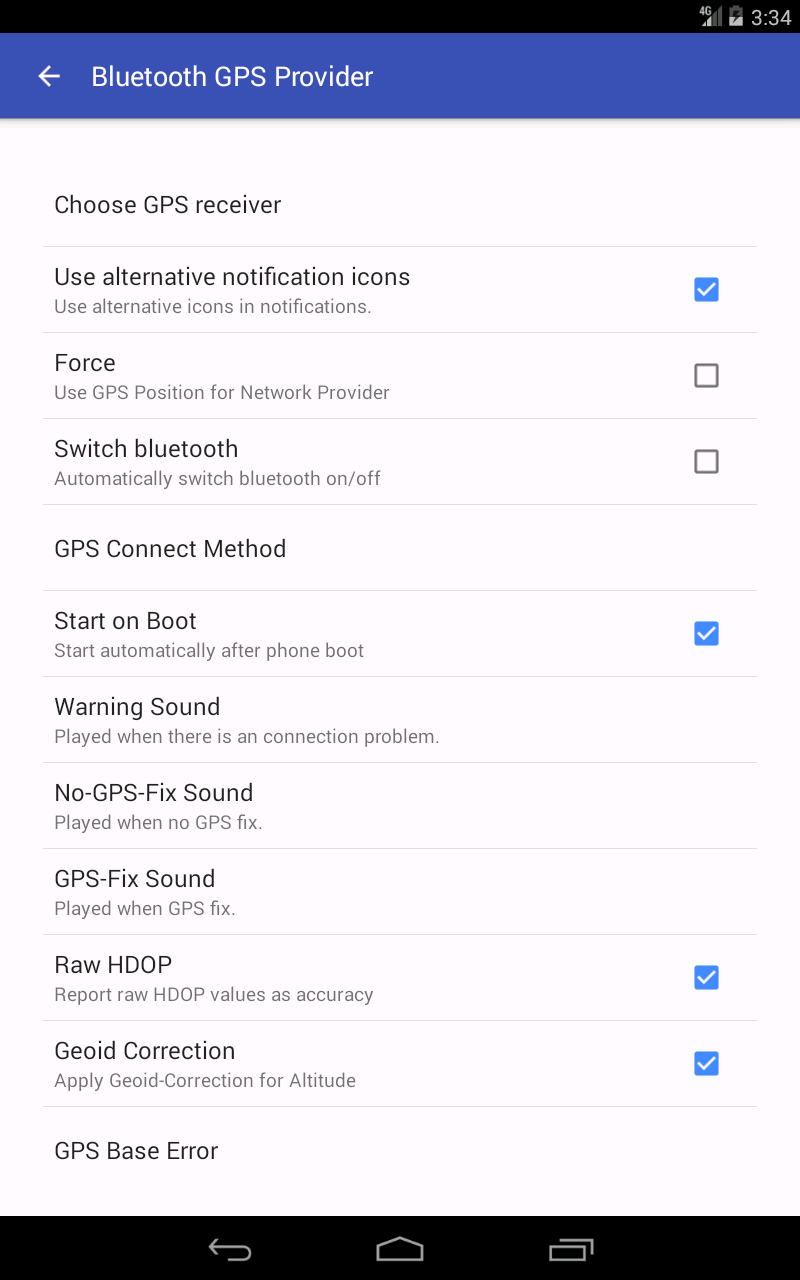 4G 3:34
Bluetooth GPS Provider
Choose GPS receiver
Use alternative notification icons
Use alternative icons in notifications.
Force
Use GPS Position for Network Provider
Switch bluetooth
Automatically switch bluetooth on/off
GPS Connect Method
Start on Boot
Start automatically after phone boot
Warning Sound
Played when there is an connection problem.
No-GPS-Fix Sound
Played when no GPS fix.
GPS-Fix Sound
Played when GPS fix.
Raw HDOP
Report raw HDOP values as accuracy
Geoid Correction
Apply Geoid-Correction for Altitude
GPS Base Error